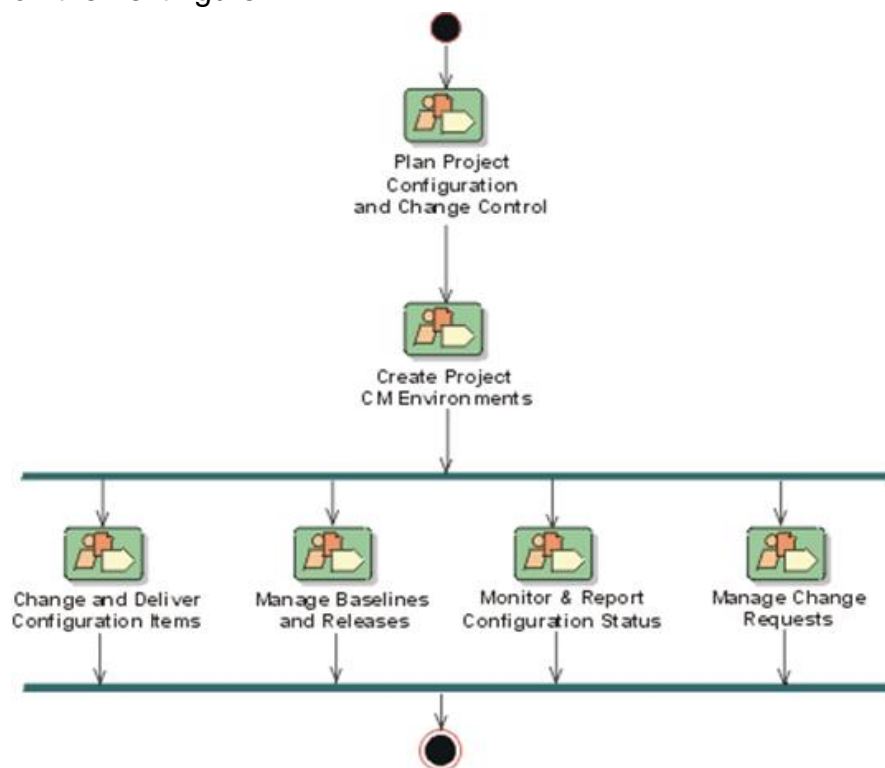 Plan Project
Configuration
and Change Control
Create Project
CM Environments
Change and Deliver
Configuration Items
Manage Baselines
and Releases
Monitor & Report
Configuration Status
Manage Change
Requests